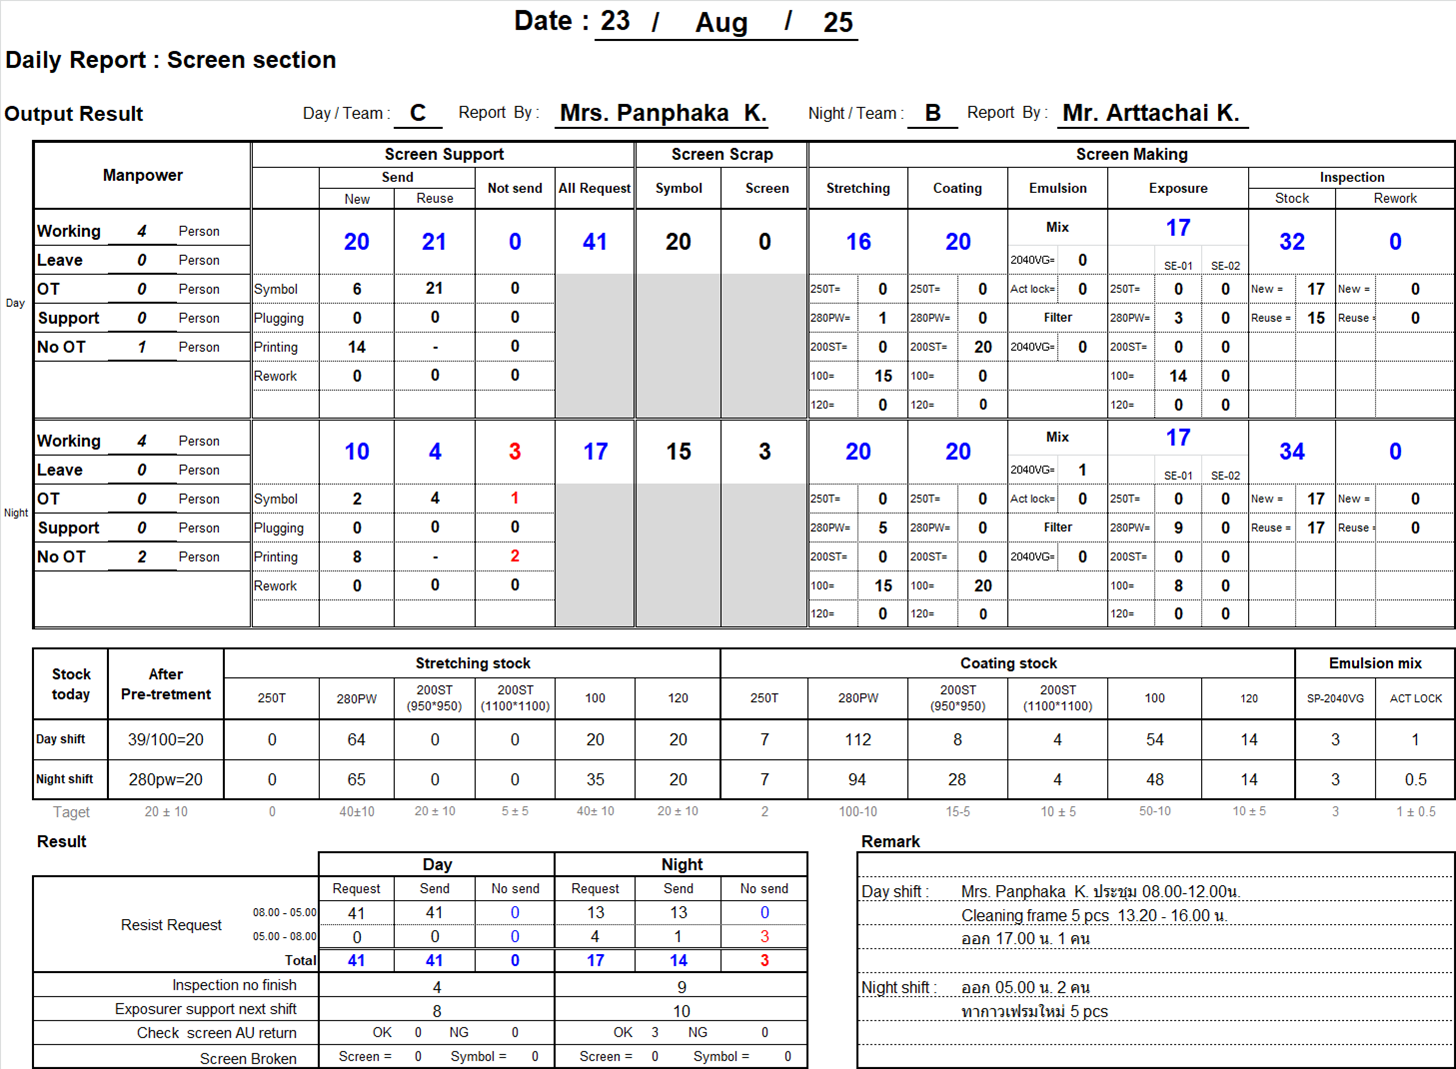 Date : 23 / Aug / 25
Daily Report : Screen section
Output Result Day / Team : C Report By : Mrs. Panphaka K. Night / Team : B Report By : Mr. Arttachai K.
Manpower Screen Support Screen Scrap Screen Making
Send Not send All Request Symbol Screen Stretching Coating Emulsion Exposure Inspection
New Reuse Stock Rework
Day
Working 4 Person 20 21 0 41 20 0 16 20 Mix 17 32 0
Leave 0 Person 2040VG= 0 SE-01 SE-02
OT 0 Person Symbol 6 21 0 250T= 0 250T= 0 Act lock= 0 250T= 0 0 New = 17 New = 0
Support 0 Person Plugging 0 0 0 280PW= 1 280PW= 0 Filter 280PW= 3 0 Reuse = 15 Reuse = 0
No OT 1 Person Printing 14 - 0 200ST= 0 200ST= 20 2040VG= 0 200ST= 0 0
Rework 0 0 0 100= 15 100= 0 100= 14 0
120= 0 120= 0 120= 0 0
Night
Working 4 Person 10 4 3 17 15 3 20 20 Mix 17 34 0
Leave 0 Person 2040VG= 1 SE-01 SE-02
OT 0 Person Symbol 2 4 1 250T= 0 250T= 0 Act lock= 0 250T= 0 0 New = 17 New = 0
Support 0 Person Plugging 0 0 0 280PW= 5 280PW= 0 Filter 280PW= 9 0 Reuse = 17 Reuse = 0
No OT 2 Person Printing 8 - 2 200ST= 0 200ST= 0 2040VG= 0 200ST= 0 0
Rework 0 0 0 100= 15 100= 20 100= 8 0
120= 0 120= 0 120= 0 0
Stock today After Pre-tretment Stretching stock Coating stock Emulsion mix
250T 280PW 200ST (950*950) 200ST (1100*1100) 100 120 250T 280PW 200ST (950*950) 200ST (1100*1100) 100 120 SP-2040VG ACT LOCK
Day shift 39/100=20 0 64 0 0 20 20 7 112 8 4 54 14 3 1
Night shift 280pw=20 0 65 0 0 35 20 7 94 28 4 48 14 3 0.5
Taget 20 ± 10 0 40±10 20 ± 10 5 ± 5 40± 10 20 ± 10 2 100-10 15-5 10 ± 5 50-10 10 ± 5 3 1 ± 0.5
Result
Day Night
Request Send No send Request Send No send
Resist Request
08.00 - 05.00 41 41 0 13 13 0
05.00 - 08.00 0 0 0 4 1 3
Total 41 41 0 17 14 3
Inspection no finish 4 9
Exposurer support next shift 8 10
Check screen AU return OK 0 NG 0 OK 3 NG 0
Screen Broken Screen = 0 Symbol = 0 Screen = 0 Symbol = 0
Remark
Day shift : Mrs. Panphaka K. ประชุม 08.00-12.00น.
Cleaning frame 5 pcs 13.20 - 16.00 น.
ออก 17.00 น. 1 คน
Night shift : ออก 05.00 น. 2 คน
ทากาวเฟรมใหม่ 5 pcs